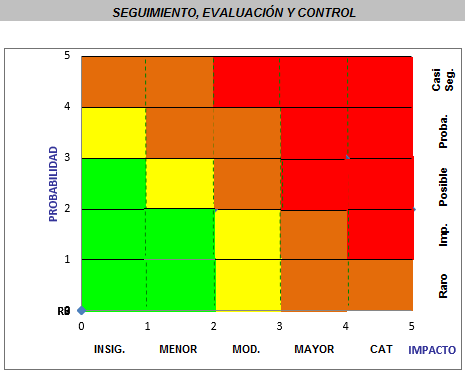 SEGUIMIENTO, EVALUACIÓN Y CONTROL
5
4
3
2
1
PROBABILIDAD
Casi
Seg.
Proba.
Posible
Imp.
Raro
0 1 2 3 4 5
INSIG. MENOR MOD. MAYOR CAT IMPACTO